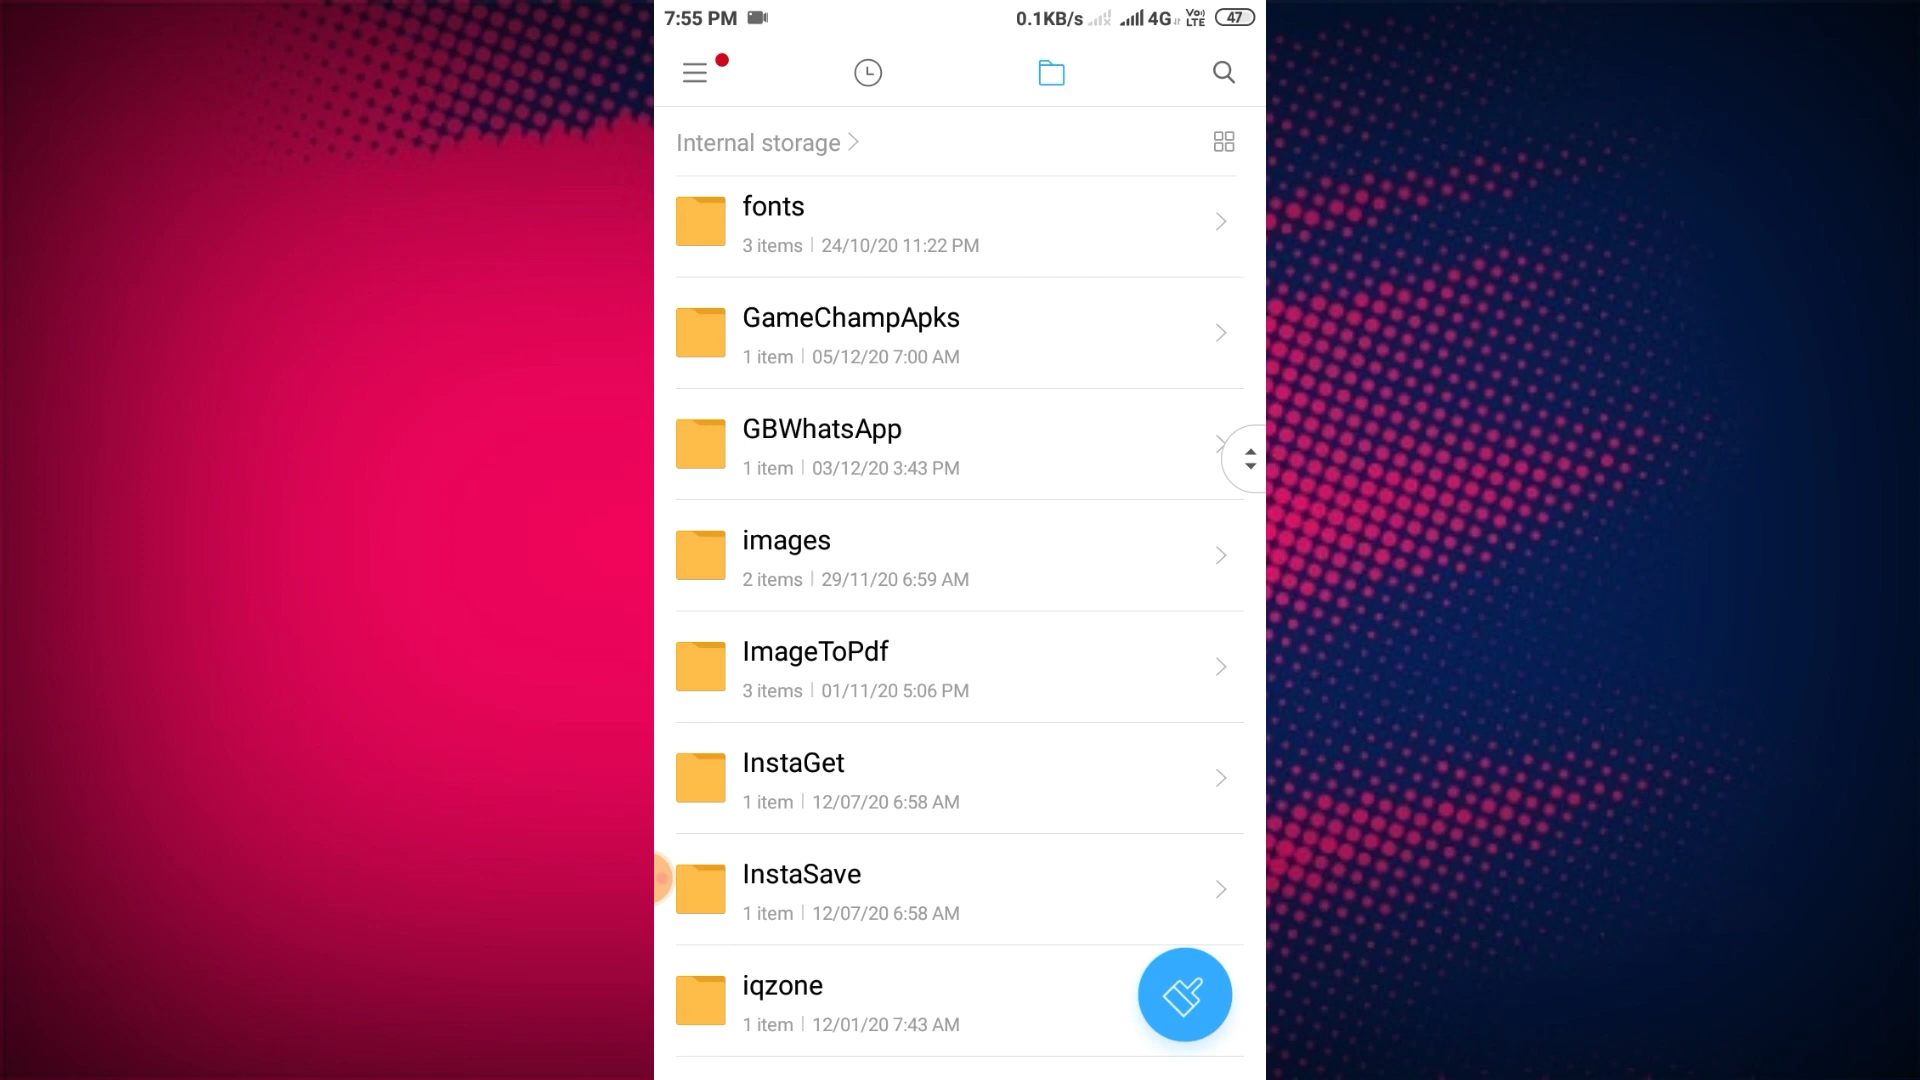 7:55 PM 0.1KB/s 4G Vo) LTE 47
Internal storage
fonts
3 items | 24/10/20 11:22 PM
GameChampApks
1 item | 05/12/20 7:00 AM
GBWhatsApp
1 item | 03/12/20 3:43 PM
images
2 items | 29/11/20 6:59 AM
ImageToPdf
3 items | 01/11/20 5:06 PM
InstaGet
1 item | 12/07/20 6:58 AM
InstaSave
1 item | 12/07/20 6:58 AM
iqzone
1 item | 12/01/20 7:43 AM